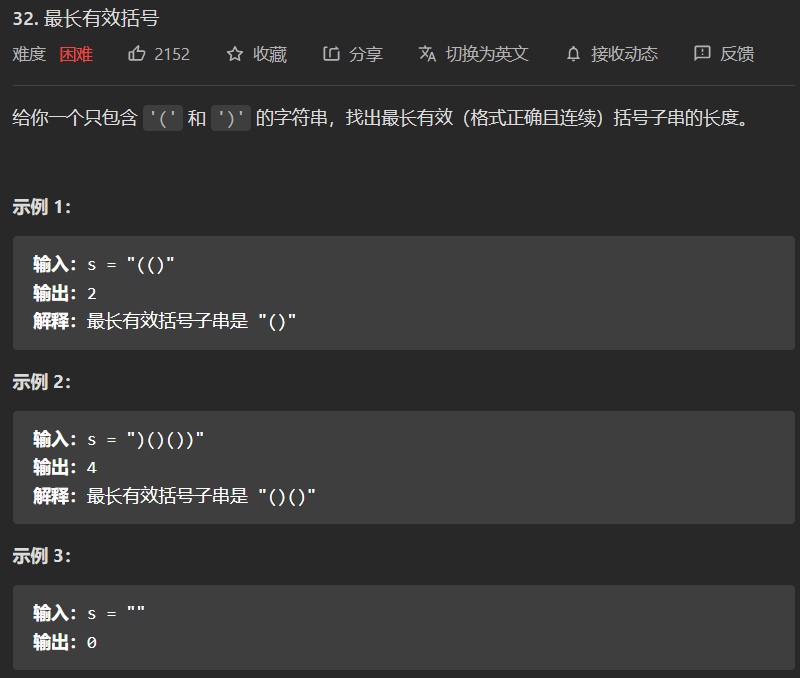 32. 最长有效括号
难度 困难 2152 收藏 分享 切换为英文 接收动态 反馈
给你一个只包含 '(' 和 ')' 的字符串，找出最长有效（格式正确且连续）括号子串的长度。
示例 1：
输入：s = "(()"
输出：2
解释：最长有效括号子串是 "()"
示例 2：
输入：s = ")()())"
输出：4
解释：最长有效括号子串是 "()()"
示例 3：
输入：s = ""
输出：0